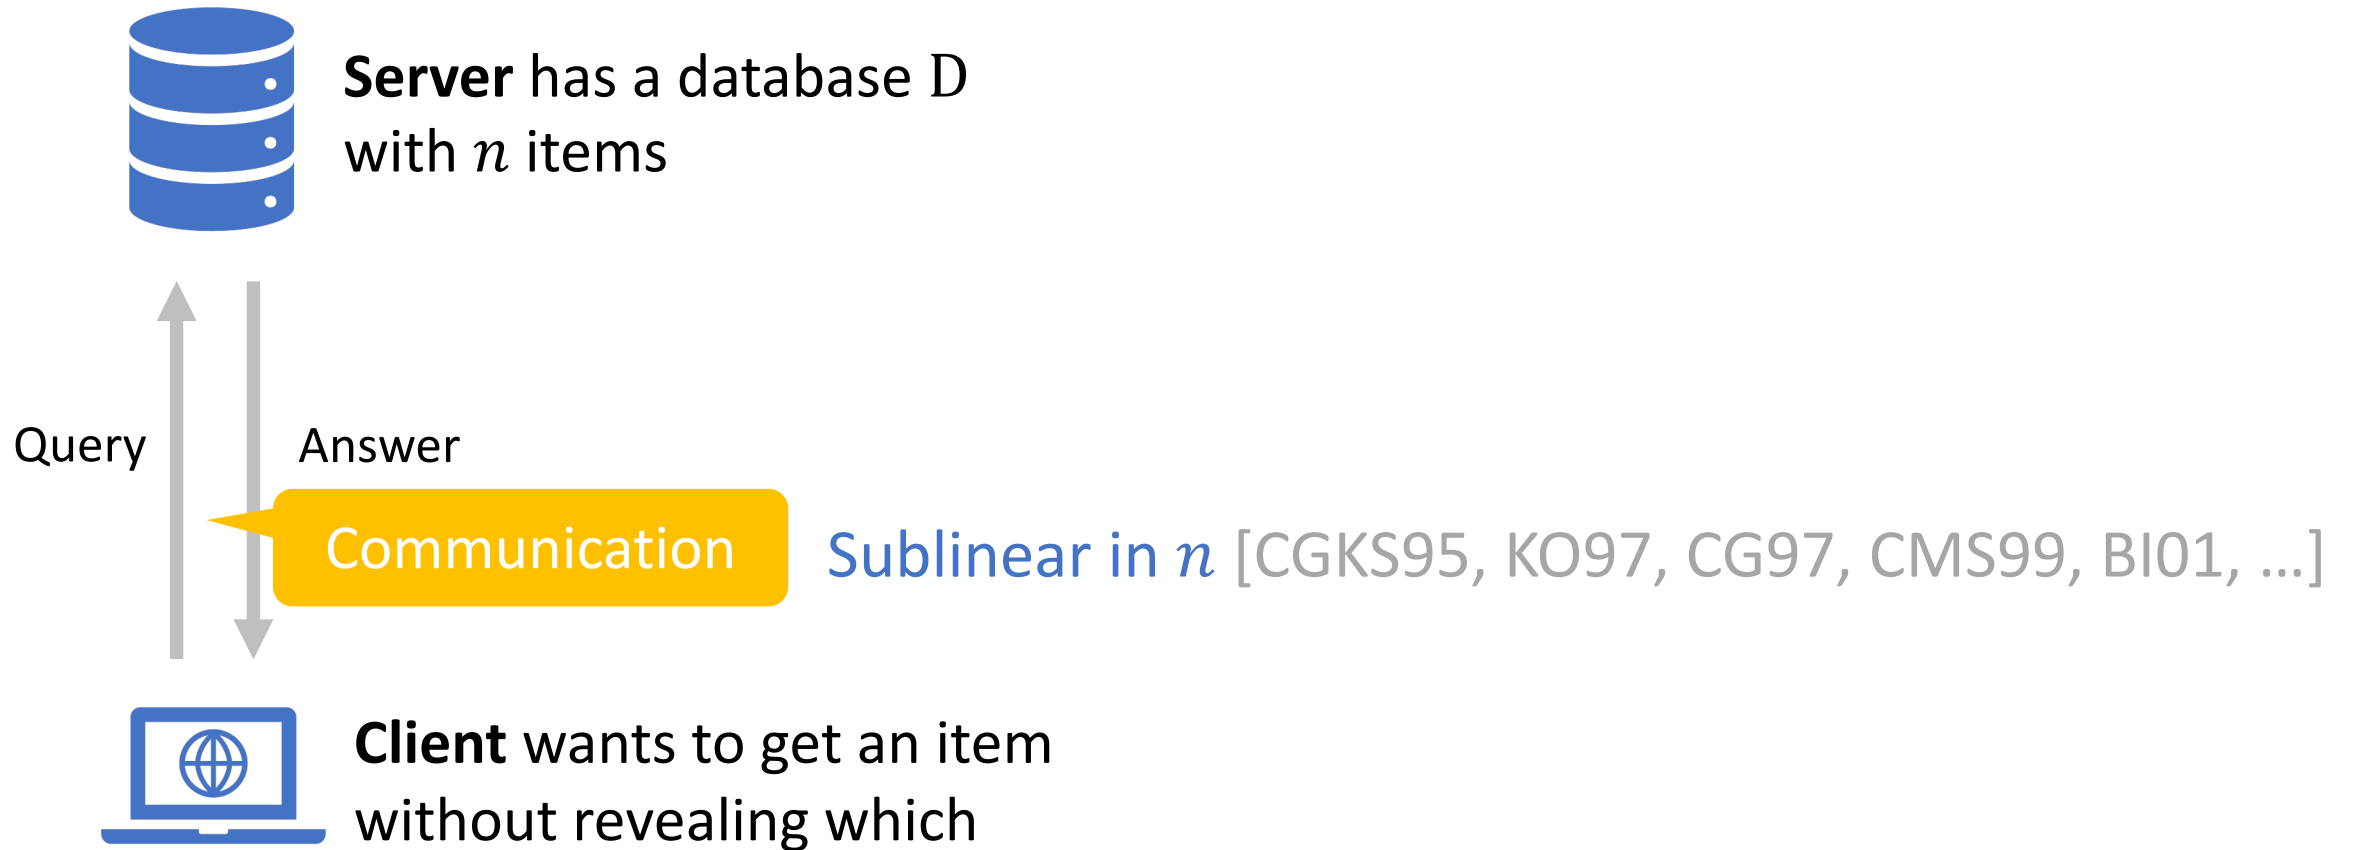 Server has a database D
with n items
Query
Answer
Communication
Sublinear in n [CGKS95, KO97, CG97, CMS99, BI01, ...]
Client wants to get an item
without revealing which